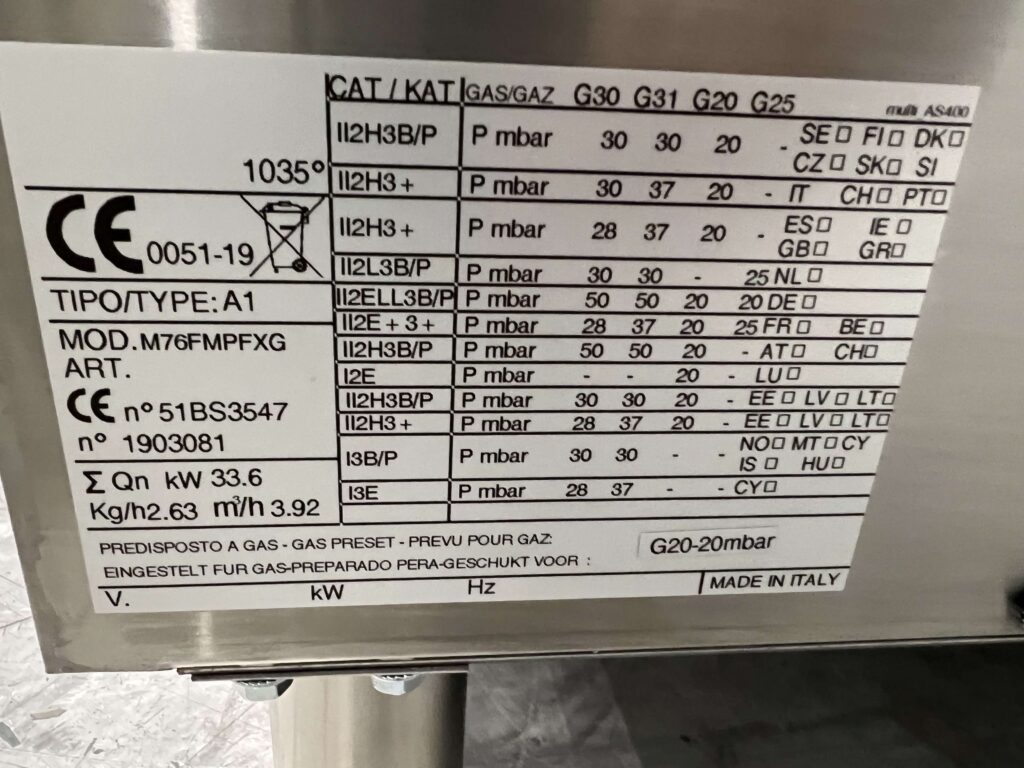 1035°
CE 0051-19
TIPO/TYPE: A1
MOD. M76FMPFXG
ART.
CE n° 51BS3547
n° 1903081
Σ Qn kW 33.6
Kg/h 2.63 m³/h 3.92
CAT / KAT GAS/GAZ G30 G31 G20 G25 multi_AS400
II2H3B/P P mbar 30 30 20 - SE□ FI□ DK□
CZ□ SK□ SI
II2H3 + P mbar 30 37 20 - IT CH□ PT□
II2H3 + P mbar 28 37 20 - ES□ IE□
GB□ GR□
II2L3B/P P mbar 30 30 - 25 NL□
II2ELL3B/P P mbar 50 50 20 20 DE□
II2E + 3 + P mbar 28 37 20 25 FR□ BE□
II2H3B/P P mbar 50 50 20 - AT□ CH□
I2E P mbar - - 20 - LU□
II2H3B/P P mbar 30 30 20 - EE□ LV□ LT□
II2H3 + P mbar 28 37 20 - EE□ LV□ LT□
I3B/P P mbar 30 30 - - NO□ MT□ CY
IS□ HU□
I3E P mbar 28 37 - - CY□
PREDISPOSTO A GAS - GAS PRESET - PREVU POUR GAZ:
EINGESTELT FUR GAS-PREPARADO PERA-GESCHUKT VOOR :
G20-20mbar
V. kW Hz MADE IN ITALY